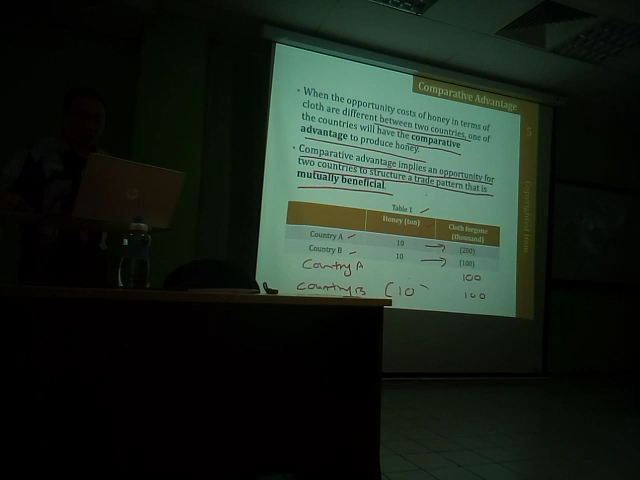 Comparative Advantage
5
• When the opportunity costs of honey in terms of
cloth are different between two countries, one of
the countries will have the comparative
advantage to produce honey.
• Comparative advantage implies an opportunity for
two countries to structure a trade pattern that is
mutually beneficial.
Table 1
Honey (ton) Cloth forgone
(thousand)
Country A 10 (200)
Country B 10 (100)
Country A 100
Country B (10 100
hp